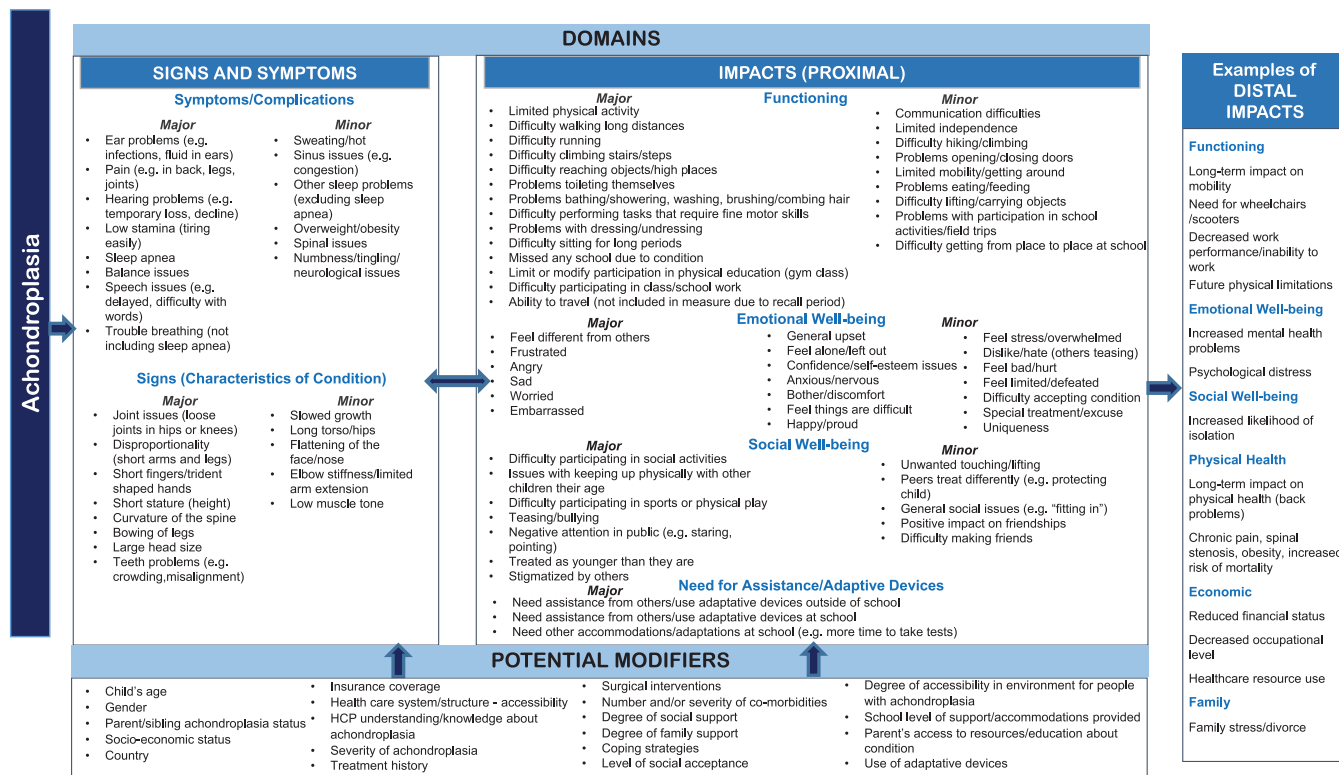 Achondroplasia
DOMAINS
SIGNS AND SYMPTOMS
Symptoms/Complications
Major
• Ear problems (e.g.
infections, fluid in ears)
• Pain (e.g. in back, legs,
joints)
• Hearing problems (e.g.
temporary loss, decline)
• Low stamina (tiring
easily)
• Sleep apnea
• Balance issues
• Speech issues (e.g.
delayed, difficulty with
words)
• Trouble breathing (not
including sleep apnea)
Minor
• Sweating/hot
• Sinus issues (e.g.
congestion)
• Other sleep problems
(excluding sleep
apnea)
• Overweight/obesity
• Spinal issues
• Numbness/tingling/
neurological issues
Signs (Characteristics of Condition)
Major
• Joint issues (loose
joints in hips or knees)
• Disproportionality
(short arms and legs)
• Short fingers/trident
shaped hands
• Short stature (height)
• Curvature of the spine
• Bowing of legs
• Large head size
• Teeth problems (e.g.
crowding,misalignment)
Minor
• Slowed growth
• Long torso/hips
• Flattening of the
face/nose
• Elbow stiffness/limited
arm extension
• Low muscle tone
IMPACTS (PROXIMAL)
Functioning
Major
• Limited physical activity
• Difficulty walking long distances
• Difficulty running
• Difficulty climbing stairs/steps
• Difficulty reaching objects/high places
• Problems toileting themselves
• Problems bathing/showering, washing, brushing/combing hair
• Difficulty performing tasks that require fine motor skills
• Problems with dressing/undressing
• Difficulty sitting for long periods
• Missed any school due to condition
• Limit or modify participation in physical education (gym class)
• Difficulty participating in class/school work
• Ability to travel (not included in measure due to recall period)
Minor
• Communication difficulties
• Limited independence
• Difficulty hiking/climbing
• Problems opening/closing doors
• Limited mobility/getting around
• Problems eating/feeding
• Difficulty lifting/carrying objects
• Problems with participation in school
activities/field trips
• Difficulty getting from place to place at school
Emotional Well-being
Major
• Feel different from others
• Frustrated
• Angry
• Sad
• Worried
• Embarrassed
Minor
• General upset
• Feel alone/left out
• Confidence/self-esteem issues
• Anxious/nervous
• Bother/discomfort
• Feel things are difficult
• Happy/proud
• Feel stress/overwhelmed
• Dislike/hate (others teasing)
• Feel bad/hurt
• Feel limited/defeated
• Difficulty accepting condition
• Special treatment/excuse
• Uniqueness
Social Well-being
Major
• Difficulty participating in social activities
• Issues with keeping up physically with other
children their age
• Difficulty participating in sports or physical play
• Teasing/bullying
• Negative attention in public (e.g. staring,
pointing)
• Treated as younger than they are
• Stigmatized by others
Minor
• Unwanted touching/lifting
• Peers treat differently (e.g. protecting
child)
• General social issues (e.g. “fitting in”)
• Positive impact on friendships
• Difficulty making friends
Need for Assistance/Adaptive Devices
Major
• Need assistance from others/use adaptative devices outside of school
• Need assistance from others/use adaptive devices at school
• Need other accommodations/adaptations at school (e.g. more time to take tests)
POTENTIAL MODIFIERS
• Child’s age
• Gender
• Parent/sibling achondroplasia status
• Socio-economic status
• Country
• Insurance coverage
• Health care system/structure - accessibility
• HCP understanding/knowledge about
achondroplasia
• Severity of achondroplasia
• Treatment history
• Surgical interventions
• Number and/or severity of co-morbidities
• Degree of social support
• Degree of family support
• Coping strategies
• Level of social acceptance
• Degree of accessibility in environment for people
with achondroplasia
• School level of support/accommodations provided
• Parent’s access to resources/education about
condition
• Use of adaptive devices
Examples of
DISTAL
IMPACTS
Functioning
Long-term impact on
mobility
Need for wheelchairs
/scooters
Decreased work
performance/inability to
work
Future physical limitations
Emotional Well-being
Increased mental health
problems
Psychological distress
Social Well-being
Increased likelihood of
isolation
Physical Health
Long-term impact on
physical health (back
problems)
Chronic pain, spinal
stenosis, obesity, increased
risk of mortality
Economic
Reduced financial status
Decreased occupational
level
Healthcare resource use
Family
Family stress/divorce